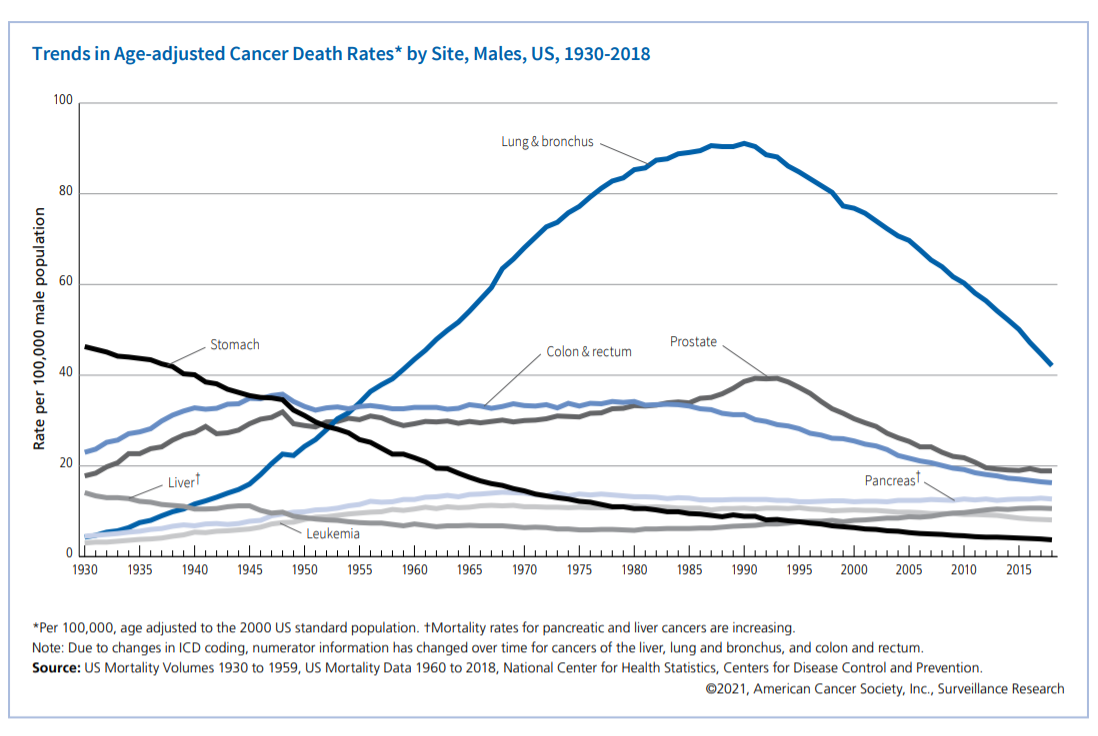 Trends in Age-adjusted Cancer Death Rates* by Site, Males, US, 1930-2018
Rate per 100,000 male population
100
80
60
40
20
0
Lung & bronchus
Stomach
Colon & rectum
Prostate
Liver†
Pancreas†
Leukemia
1930 1935 1940 1945 1950 1955 1960 1965 1970 1975 1980 1985 1990 1995 2000 2005 2010 2015
*Per 100,000, age adjusted to the 2000 US standard population. †Mortality rates for pancreatic and liver cancers are increasing.
Note: Due to changes in ICD coding, numerator information has changed over time for cancers of the liver, lung and bronchus, and colon and rectum.
Source: US Mortality Volumes 1930 to 1959, US Mortality Data 1960 to 2018, National Center for Health Statistics, Centers for Disease Control and Prevention.
©2021, American Cancer Society, Inc., Surveillance Research